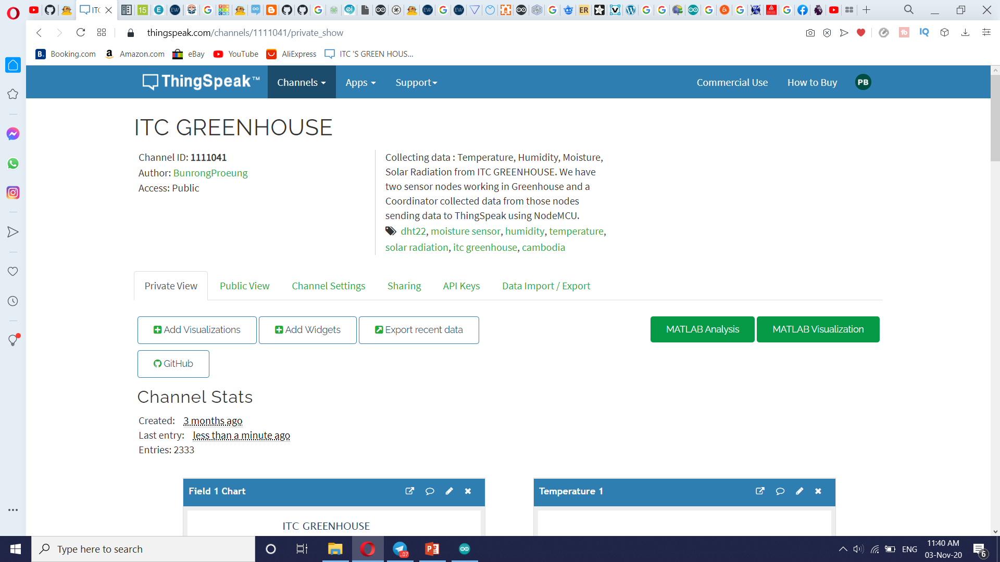 ITC
15
EW
EW
EW
ER
thingspeak.com/channels/1111041/private_show
IQ
Booking.com
Amazon.com
eBay
YouTube
AliExpress
ITC 'S GREEN HOUS...
ThingSpeak™
Channels
Apps
Support
Commercial Use
How to Buy
PB
ITC GREENHOUSE
Channel ID: 1111041
Author: BunrongProeung
Access: Public
Collecting data : Temperature, Humidity, Moisture,
Solar Radiation from ITC GREENHOUSE. We have
two sensor nodes working in Greenhouse and a
Coordinator collected data from those nodes
sending data to ThingSpeak using NodeMCU.
dht22, moisture sensor, humidity, temperature,
solar radiation, itc greenhouse, cambodia
Private View
Public View
Channel Settings
Sharing
API Keys
Data Import / Export
Add Visualizations
Add Widgets
Export recent data
MATLAB Analysis
MATLAB Visualization
GitHub
Channel Stats
Created: 3 months ago
Last entry: less than a minute ago
Entries: 2333
Field 1 Chart
Temperature 1
ITC GREENHOUSE
Type here to search
..07
ENG
11:40 AM
03-Nov-20
6